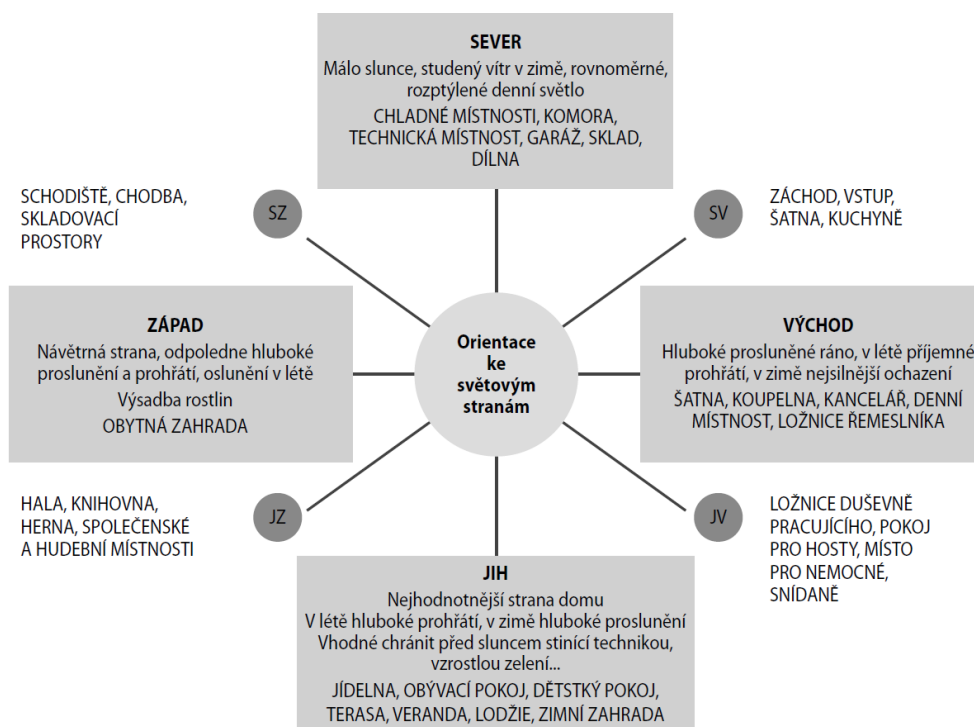 SEVER
Málo slunce, studený vítr v zimě, rovnoměrné,
rozptýlené denní světlo
CHLADNÉ MÍSTNOSTI, KOMORA,
TECHNICKÁ MÍSTNOST, GARÁŽ, SKLAD,
DÍLNA
SCHODIŠTĚ, CHODBA,
SKLADOVACÍ
PROSTORY
SZ
SV
ZÁCHOD, VSTUP,
ŠATNA, KUCHYNĚ
ZÁPAD
Návětrná strana, odpoledne hluboké
proslunění a prohřátí, oslunění v létě
Výsadba rostlin
OBYTNÁ ZAHRADA
Orientace
ke
světovým
stranám
VÝCHOD
Hluboké prosluněné ráno, v létě příjemné
prohřátí, v zimě nejsilnější ochazení
ŠATNA, KOUPELNA, KANCELÁŘ, DENNÍ
MÍSTNOST, LOŽNICE ŘEMESLNÍKA
HALA, KNIHOVNA,
HERNA, SPOLEČENSKÉ
A HUDEBNÍ MÍSTNOSTI
JZ
JV
LOŽNICE DUŠEVNĚ
PRACUJÍCÍHO, POKOJ
PRO HOSTY, MÍSTO
PRO NEMOCNÉ,
SNÍDANĚ
JIH
Nejhodnotnější strana domu
V létě hluboké prohřátí, v zimě hluboké proslunění
Vhodné chránit před sluncem stinící technikou,
vzrostlou zelení...
JÍDELNA, OBÝVACÍ POKOJ, DĚTSTKÝ POKOJ,
TERASA, VERANDA, LODŽIE, ZIMNÍ ZAHRADA